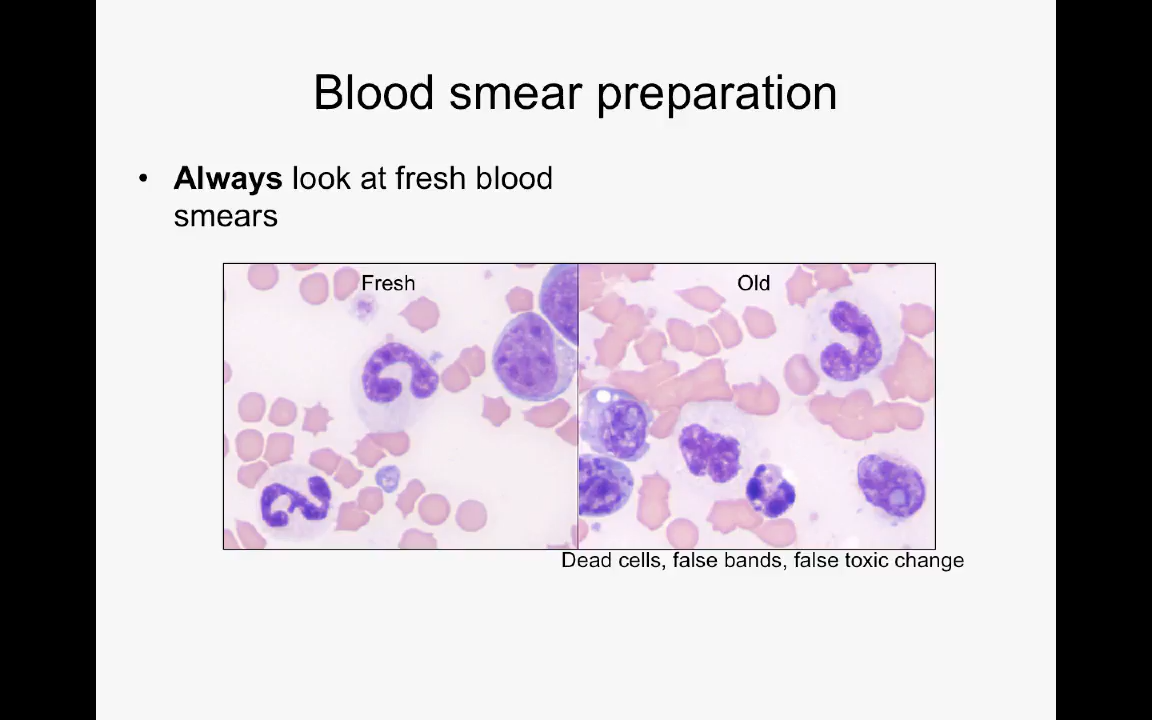 Blood smear preparation
• Always look at fresh blood
smears
Fresh
Old
Dead cells, false bands, false toxic change